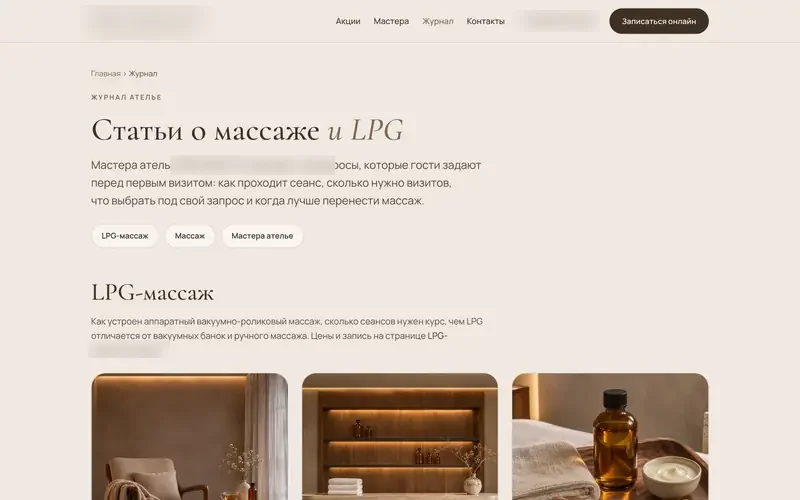 Акции Мастера Журнал Контакты Записаться онлайн
Главная › Журнал
ЖУРНАЛ АТЕЛЬЕ
Статьи о массаже и LPG
Мастера атель росы, которые гости задают
перед первым визитом: как проходит сеанс, сколько нужно визитов,
что выбрать под свой запрос и когда лучше перенести массаж.
LPG-массаж Массаж Мастера ателье
LPG-массаж
Как устроен аппаратный вакуумно-роликовый массаж, сколько сеансов нужен курс, чем LPG
отличается от вакуумных банок и ручного массажа. Цены и запись на странице LPG-